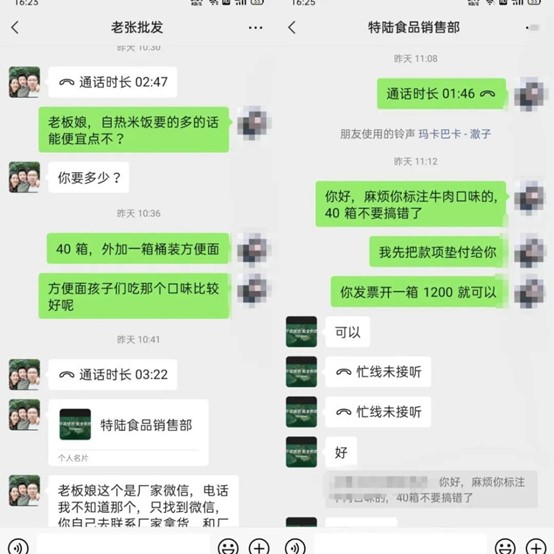 16:23
老张批发
昨天 10:30
通话时长 02:47
老板娘，自热米饭要的多的话
能便宜点不？
你要多少？
昨天 10:36
40 箱，外加一箱桶装方便面
方便面孩子们吃那个口味比较
好呢
昨天 10:41
通话时长 03:22
特陆食品销售部
个人名片
老板娘这个是厂家微信，电话
我不知道那个，只找到微信，
你自己去联系厂家拿货，和厂
16:25
特陆食品销售部
昨天 11:08
通话时长 01:46
朋友使用的铃声 玛卡巴卡 - 澈子
昨天 11:12
你好，麻烦你标注牛肉口味的，
40 箱不要搞错了
我先把款项垫付给你
你发票开一箱 1200 就可以
可以
忙线未接听
忙线未接听
好
你好，麻烦你标注
牛肉口味的，40箱不要搞错了